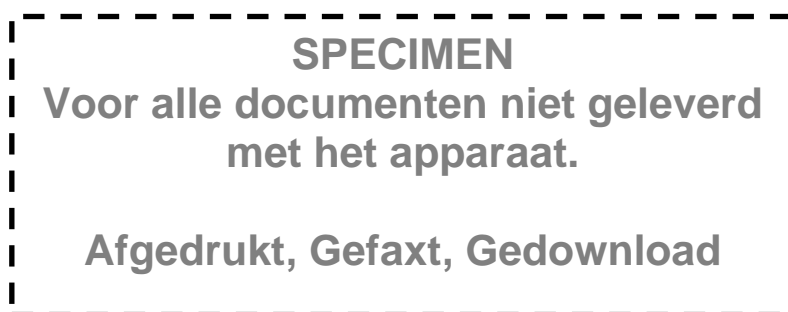 SPECIMEN
Voor alle documenten niet geleverd
met het apparaat.
Afgedrukt, Gefaxt, Gedownload